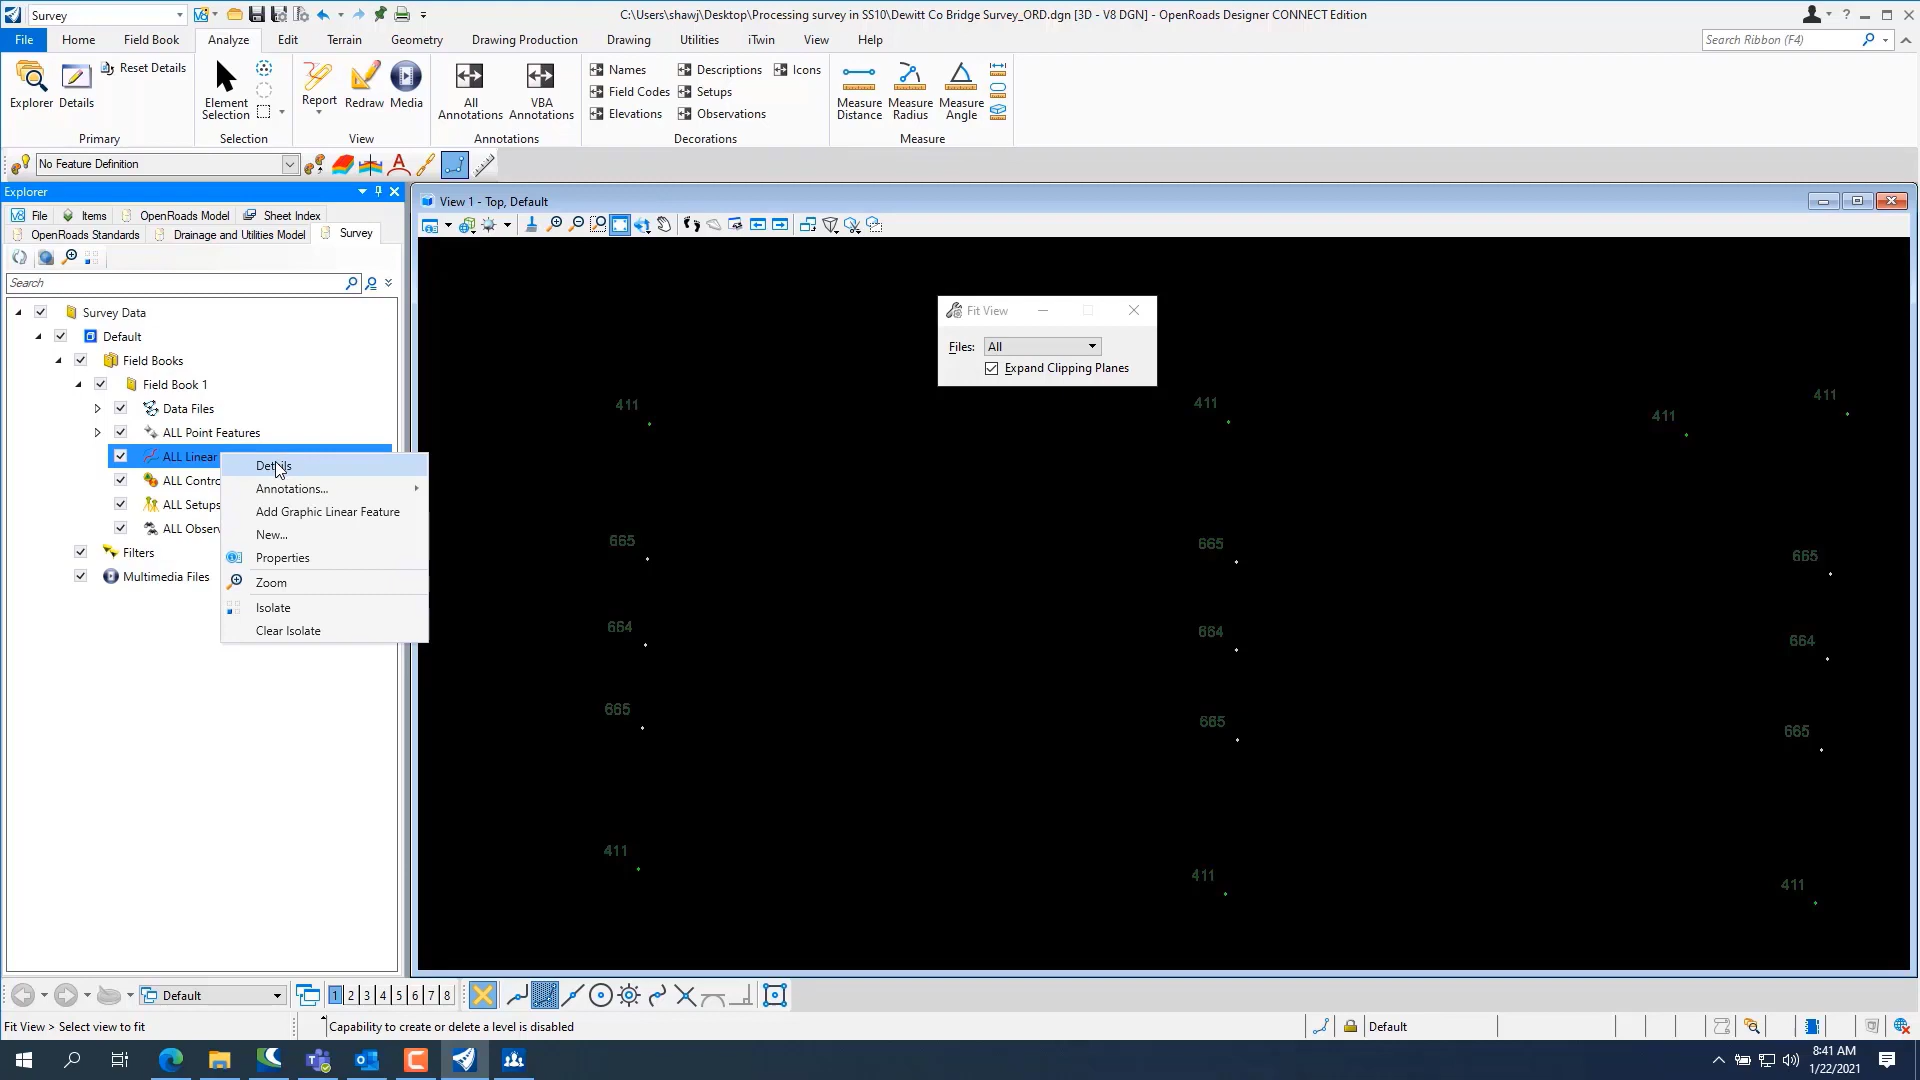 Survey
C:\Users\shawj\Desktop\Processing survey in SS10\Dewitt Co Bridge Survey_ORD.dgn [3D - V8 DGN] - OpenRoads Designer CONNECT Edition
File Home Field Book Analyze Edit Terrain Geometry Drawing Production Drawing Utilities iTwin View Help
Search Ribbon (F4)
Explorer Details Reset Details
Primary
Element Selection
Selection
Report Redraw Media
View
All Annotations VBA Annotations
Annotations
Names Descriptions Icons
Field Codes Setups
Elevations Observations
Decorations
Measure Distance Measure Radius Measure Angle
Measure
No Feature Definition
Explorer
File Items OpenRoads Model Sheet Index
OpenRoads Standards Drainage and Utilities Model Survey
Search
Survey Data
Default
Field Books
Field Book 1
Data Files
ALL Point Features
ALL Linear
ALL Contro
ALL Setups
ALL Obser
Filters
Multimedia Files
Details
Annotations...
Add Graphic Linear Feature
New...
Properties
Zoom
Isolate
Clear Isolate
View 1 - Top, Default
Fit View
Files: All
Expand Clipping Planes
411 411 411 411
665 665 665
664 664 664
665 665 665
411 411 411
Default
1 2 3 4 5 6 7 8
Fit View > Select view to fit
Capability to create or delete a level is disabled
Default
8:41 AM
1/22/2021